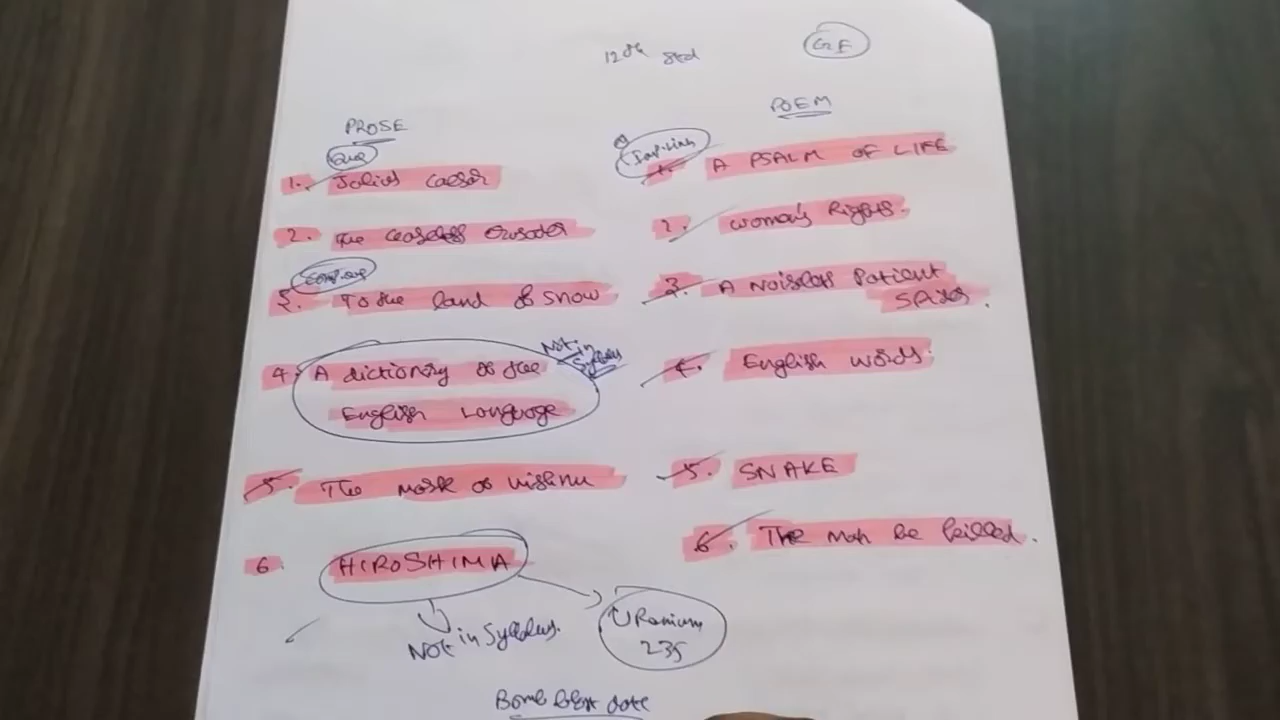 12th Std
GE
PROSE
1. Julius Caesar
2. The Ceaseless Crusader
3. To the land of snow
4. A dictionary of the
English Language
Not in
Syllabus
5. The mark of vishnu
6. HIROSHIMA
Not in Syllabus.
Uranium
235
Bomb blast date
POEM
1. A PSALM OF LIFE
2. Women's Rights.
3. A Noiseless Patient
Spider.
4. English words.
5. SNAKE
6. The man he killed.